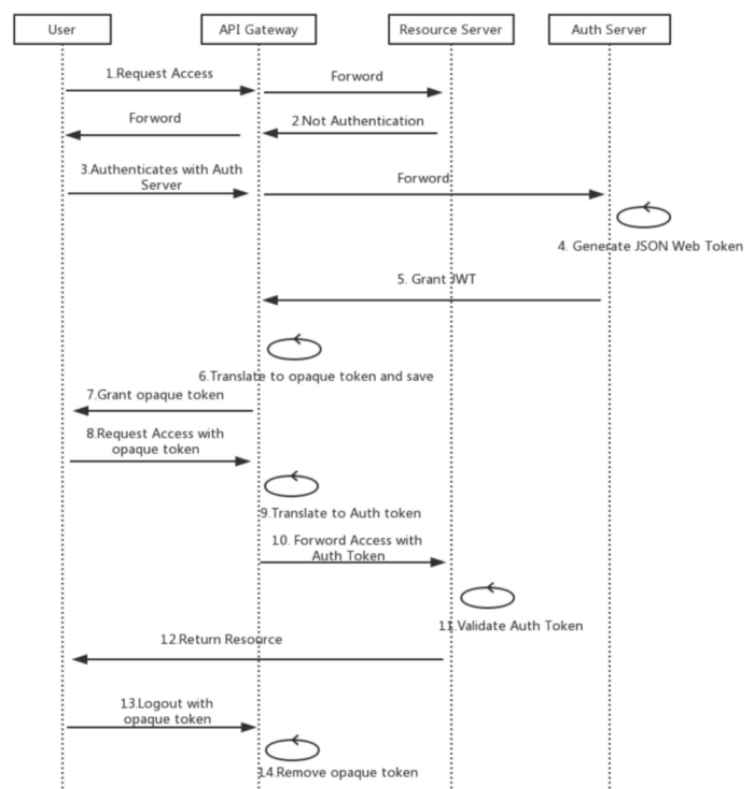 User
API Gateway
Resource Server
Auth Server
1.Request Access
Forword
Forword
2.Not Authentication
3.Authenticates with Auth
Server
Forword
4. Generate JSON Web Token
5. Grant JWT
6.Translate to opaque token and save
7.Grant opaque token
8.Request Access with
opaque token
9.Translate to Auth token
10. Forword Access with
Auth Token
11.Validate Auth Token
12.Return Resource
13.Logout with
opaque token
14.Remove opaque token